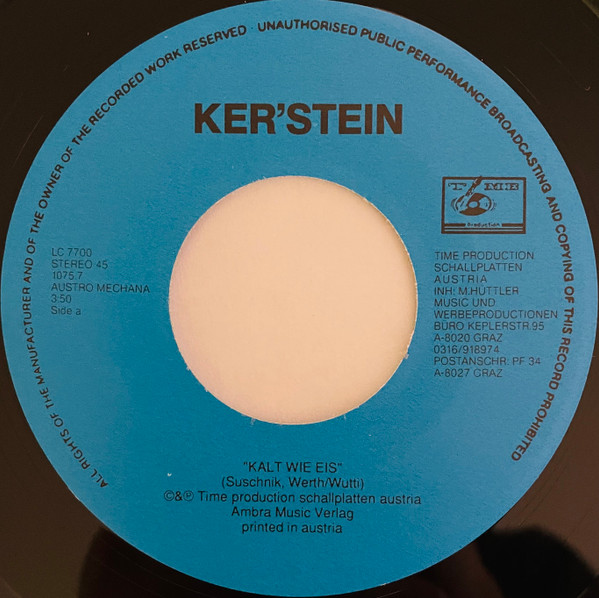 ALL RIGHTS OF THE MANUFACTURER AND OF THE OWNER OF THE RECORDED WORK RESERVED · UNAUTHORISED PUBLIC PERFORMANCE BROADCASTING AND COPYING OF THIS RECORD PROHIBITED
KER'STEIN
LC 7700
STEREO 45
1075.7
AUSTRO MECHANA
3:50
Side a
Production
TIME PRODUCTION
SCHALLPLATTEN
AUSTRIA
INH: M.HÜTTLER
MUSIC UND
WERBEPRODUCTIONEN
BÜRO KEPLERSTR.95
A-8020 GRAZ
0316/918974
POSTANSCHR: PF 34
A-8027 GRAZ
"KALT WIE EIS"
(Suschnik, Werth/Wutti)
©&℗ Time production schallplatten austria
Ambra Music Verlag
printed in austria